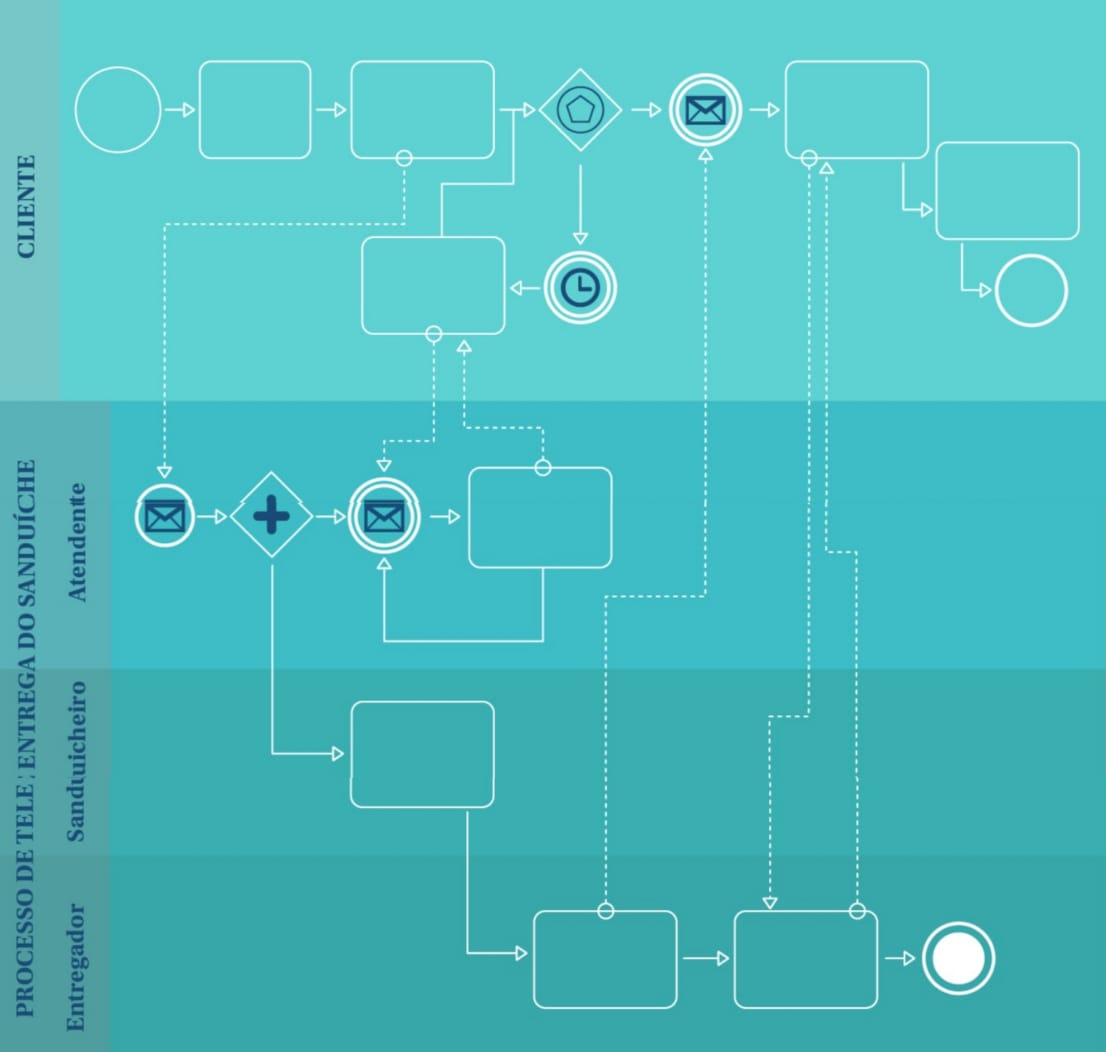 CLIENTE
PROCESSO DE TELE ENTREGA DO SANDUÍCHE
Atendente
Sanduicheiro
Entregador